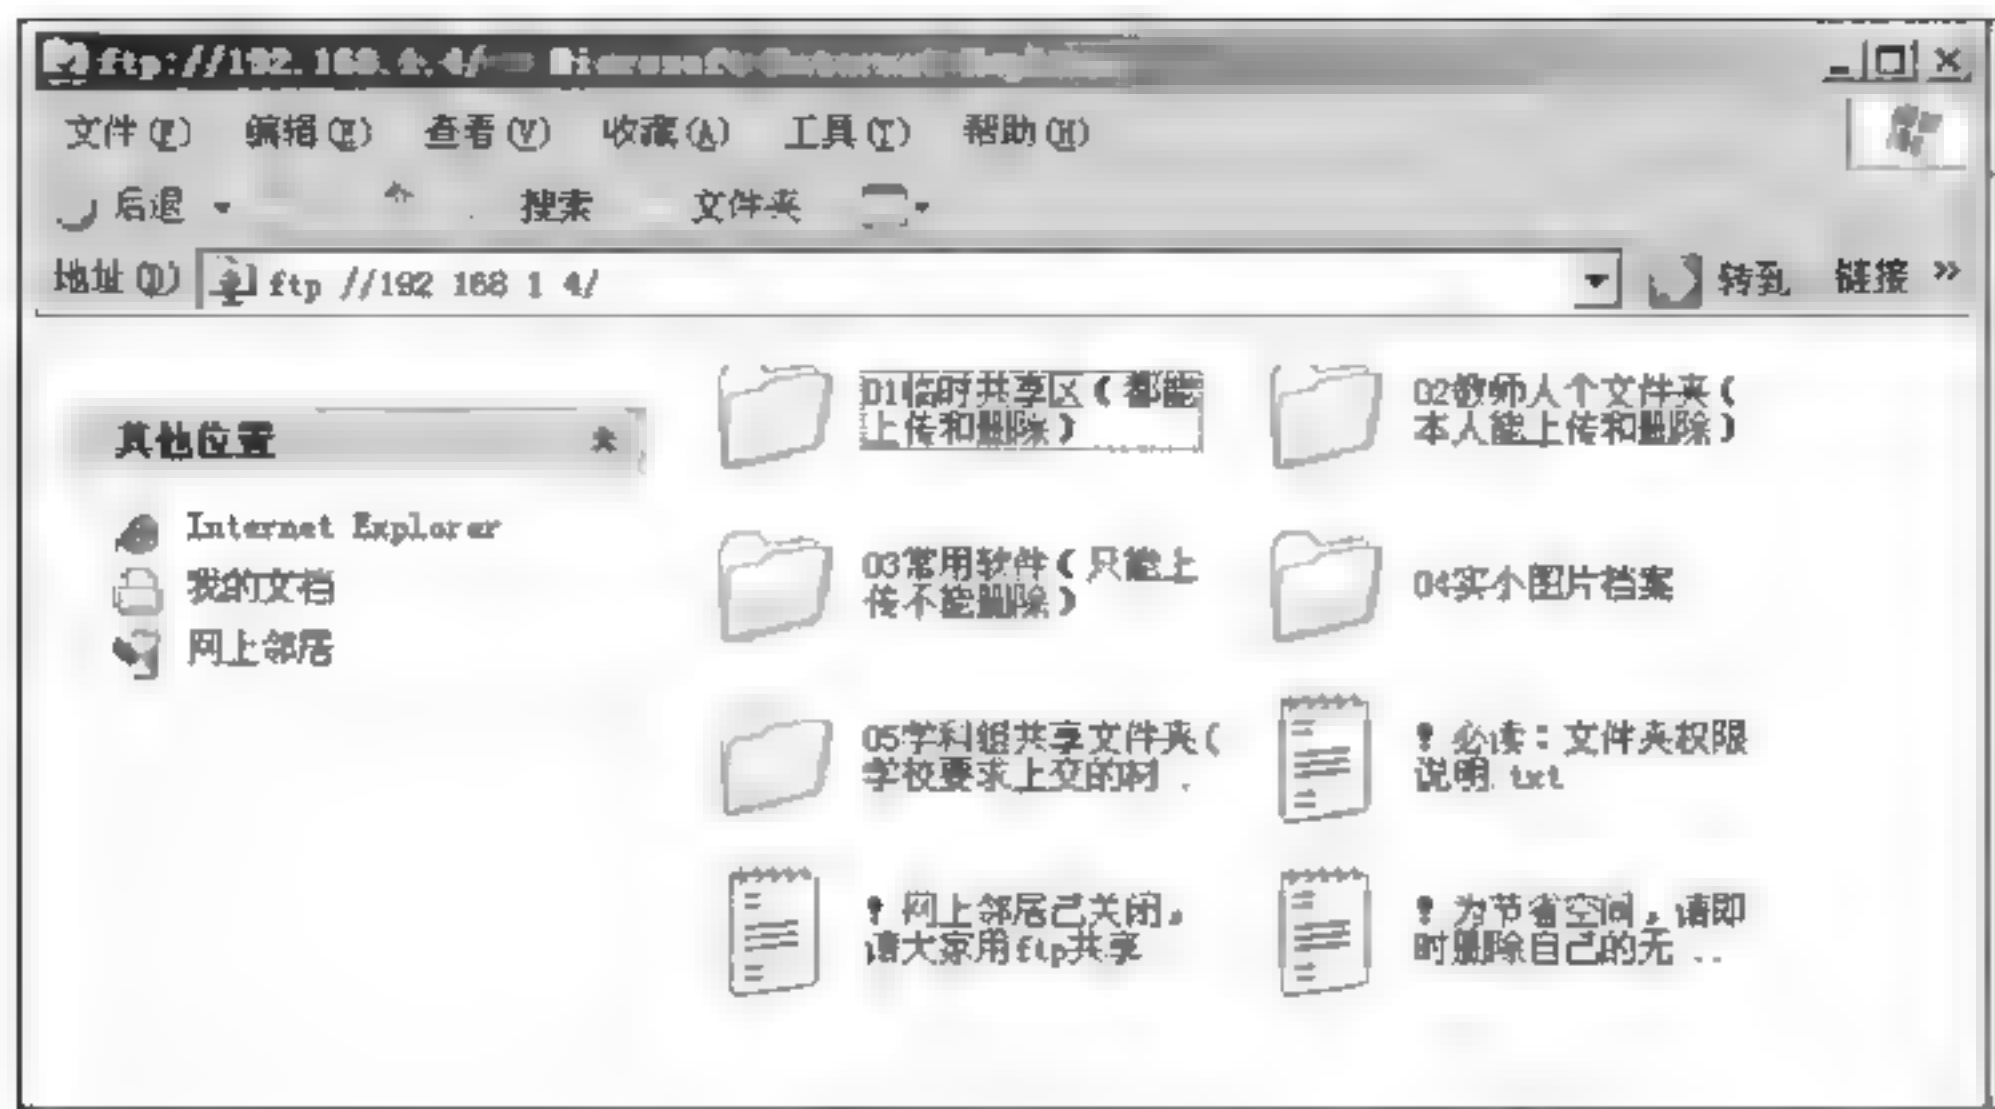 ftp://192.168.1.4/ - Microsoft Internet Explorer
文件(F) 编辑(E) 查看(V) 收藏(A) 工具(T) 帮助(H)
后退 搜索 文件夹
地址(D) ftp //192 168 1 4/ 转到 链接 »
其他位置
Internet Explorer
我的文档
网上邻居
01临时共享区(都能
上传和删除)
02教师人个文件夹(
本人能上传和删除)
03常用软件(只能上
传不能删除)
04实小图片档案
05学科组共享文件夹(
学校要求上交的材 .
! 必读:文件夹权限
说明.txt
! 网上邻居己关闭,
请大家用ftp共享
! 为节省空间,请即
时删除自己的无 ..